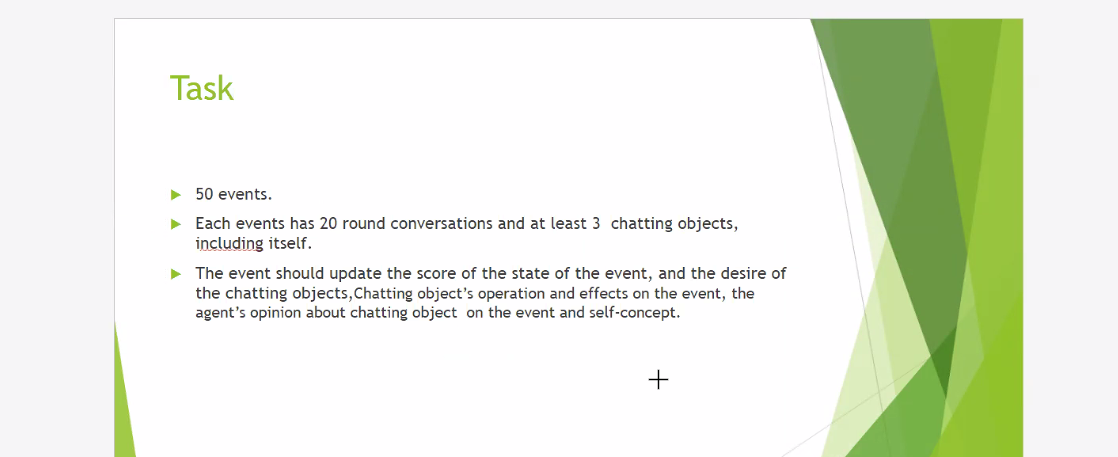 Task
50 events.
Each events has 20 round conversations and at least 3  chatting objects,
including itself.
The event should update the score of the state of the event, and the desire of
the chatting objects,Chatting object’s operation and effects on the event, the
agent’s opinion about chatting object  on the event and self-concept.